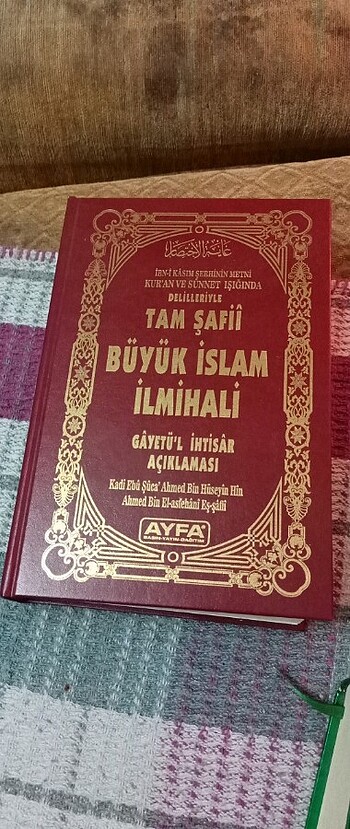 غاية الاختصار
İBN-İ KÂSIM ŞERHİNİN METNİ
KUR'AN VE SÜNNET IŞIĞINDA
DELİLLERİYLE
TAM ŞAFİÎ
BÜYÜK İSLAM
İLMİHALİ
GÂYETÜ'L İHTİSÂR
AÇIKLAMASI
Kadi Ebû Şüca' Ahmed Bin Hüseyin Bin
Ahmed Bin El-asfehânî Eş-şâfiî
AYFA
BASIN-YAYIN-DAĞITIM